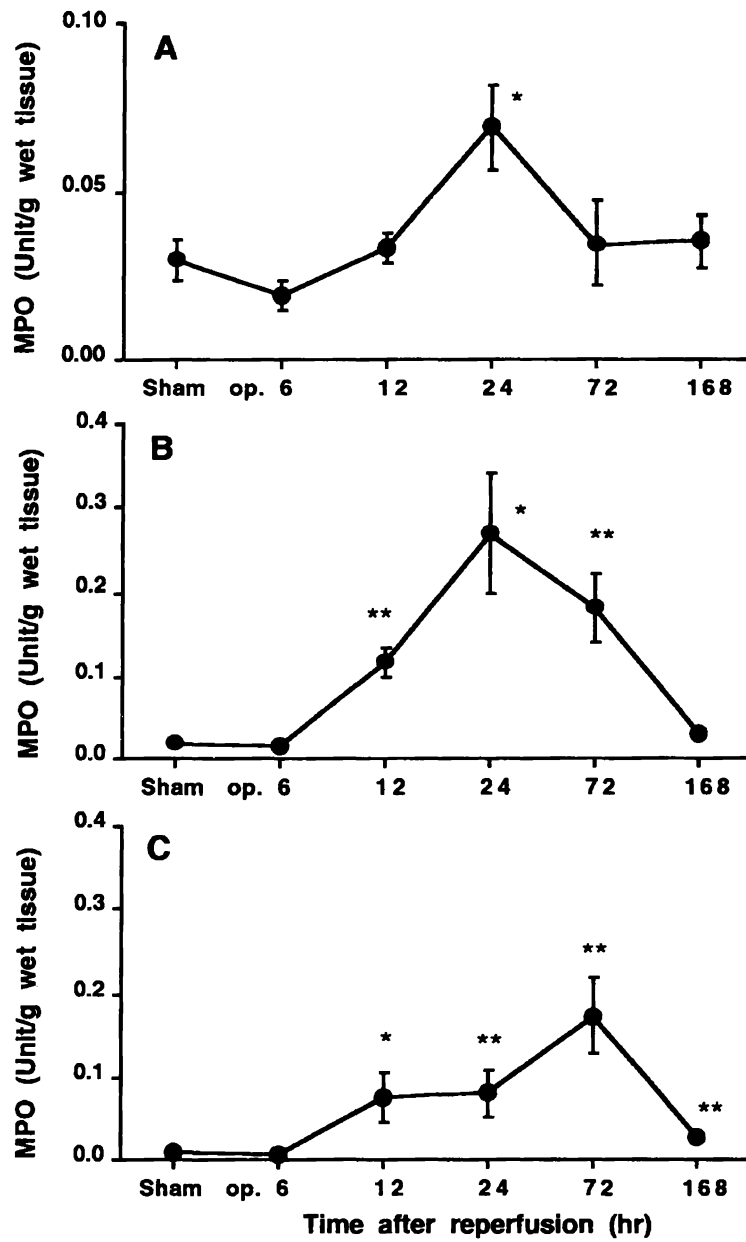 A
MPO (Unit/g wet tissue)
0.10
0.05
0.00
*
Sham op. 6 12 24 72 168
B
MPO (Unit/g wet tissue)
0.4
0.3
0.2
0.1
0.0
**
*
**
Sham op. 6 12 24 72 168
C
MPO (Unit/g wet tissue)
0.4
0.3
0.2
0.1
0.0
*
**
**
**
Sham op. 6 12 24 72 168
Time after reperfusion (hr)